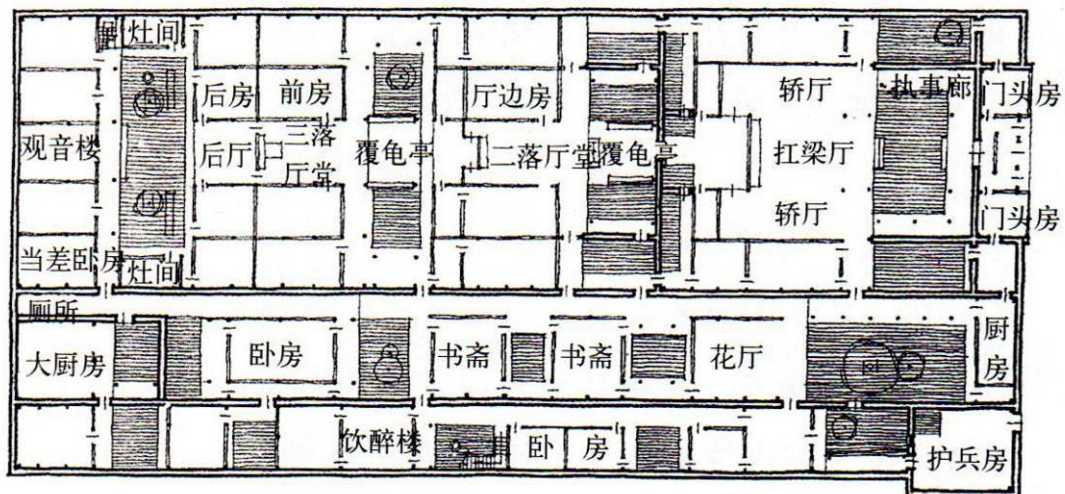 灶间
轿厅
执事廊
后房
前房
厅边房
门头房
观音楼
后厅
三落
厅堂
覆龟亭
二落厅堂
覆龟亭
扛梁厅
轿厅
门头房
当差卧房
灶间
厕所
大厨房
卧房
书斋
书斋
花厅
厨
房
饮醉楼
卧
房
护兵房